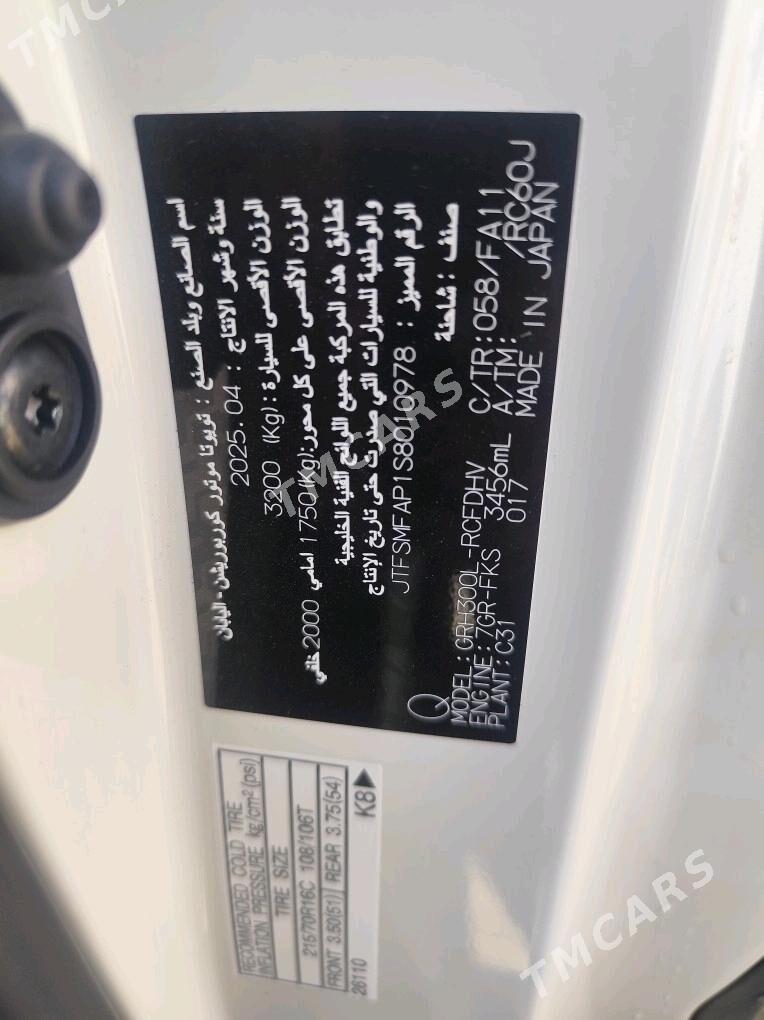 اسم الصانع وبلد الصنع : تويوتا موتور كوربوريشن - اليابان
سنة وشهر الانتاج : 2025.04
الوزن الأقصى للسيارة : 3200 (Kg)
الوزن الأقصى على كل محور:(Kg)1750 امامي 2000 خلفي
تطابق هذه المركبة جميع اللوائح الفنية الخليجية
والوطنية للسيارات التي صدرت حتى تاريخ الإنتاج
الرقم المميز : JTFSMFAP1S8010978
صنف : شاحنة
Q
MODEL:GRH300L-RCFDHV C/TR:058/FA11
ENGINE:7GR-FKS 3456mL A/TM: /RC60J
PLANT:C31 017 MADE IN JAPAN
RECOMMENDED COLD TIRE
INFLATION PRESSURE kg/cm2(psi)
TIRE SIZE
215/70R16C 108/106T
FRONT 3.50(51) REAR 3.75(54)
26110 K8▶
TMCARS
TMCARS
TMCARS
TMCARS